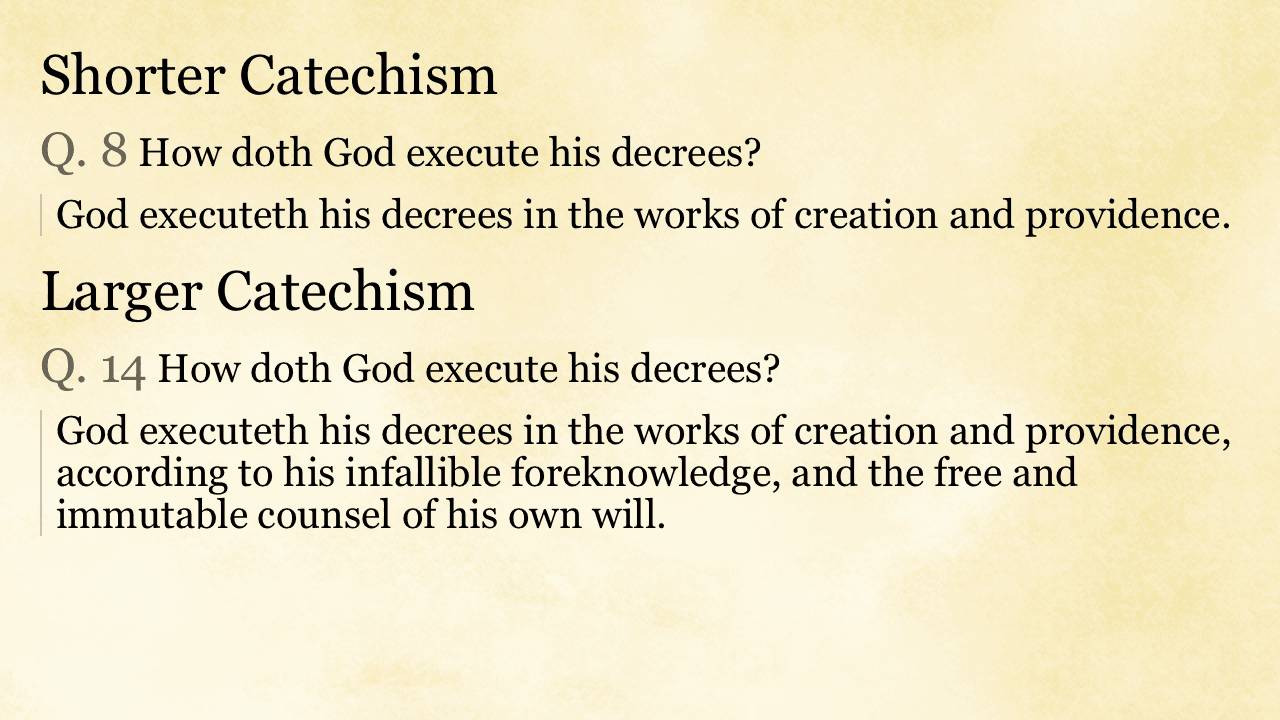 Shorter Catechism
Q. 8 How doth God execute his decrees?
God executeth his decrees in the works of creation and providence.
Larger Catechism
Q. 14 How doth God execute his decrees?
God executeth his decrees in the works of creation and providence,
according to his infallible foreknowledge, and the free and
immutable counsel of his own will.